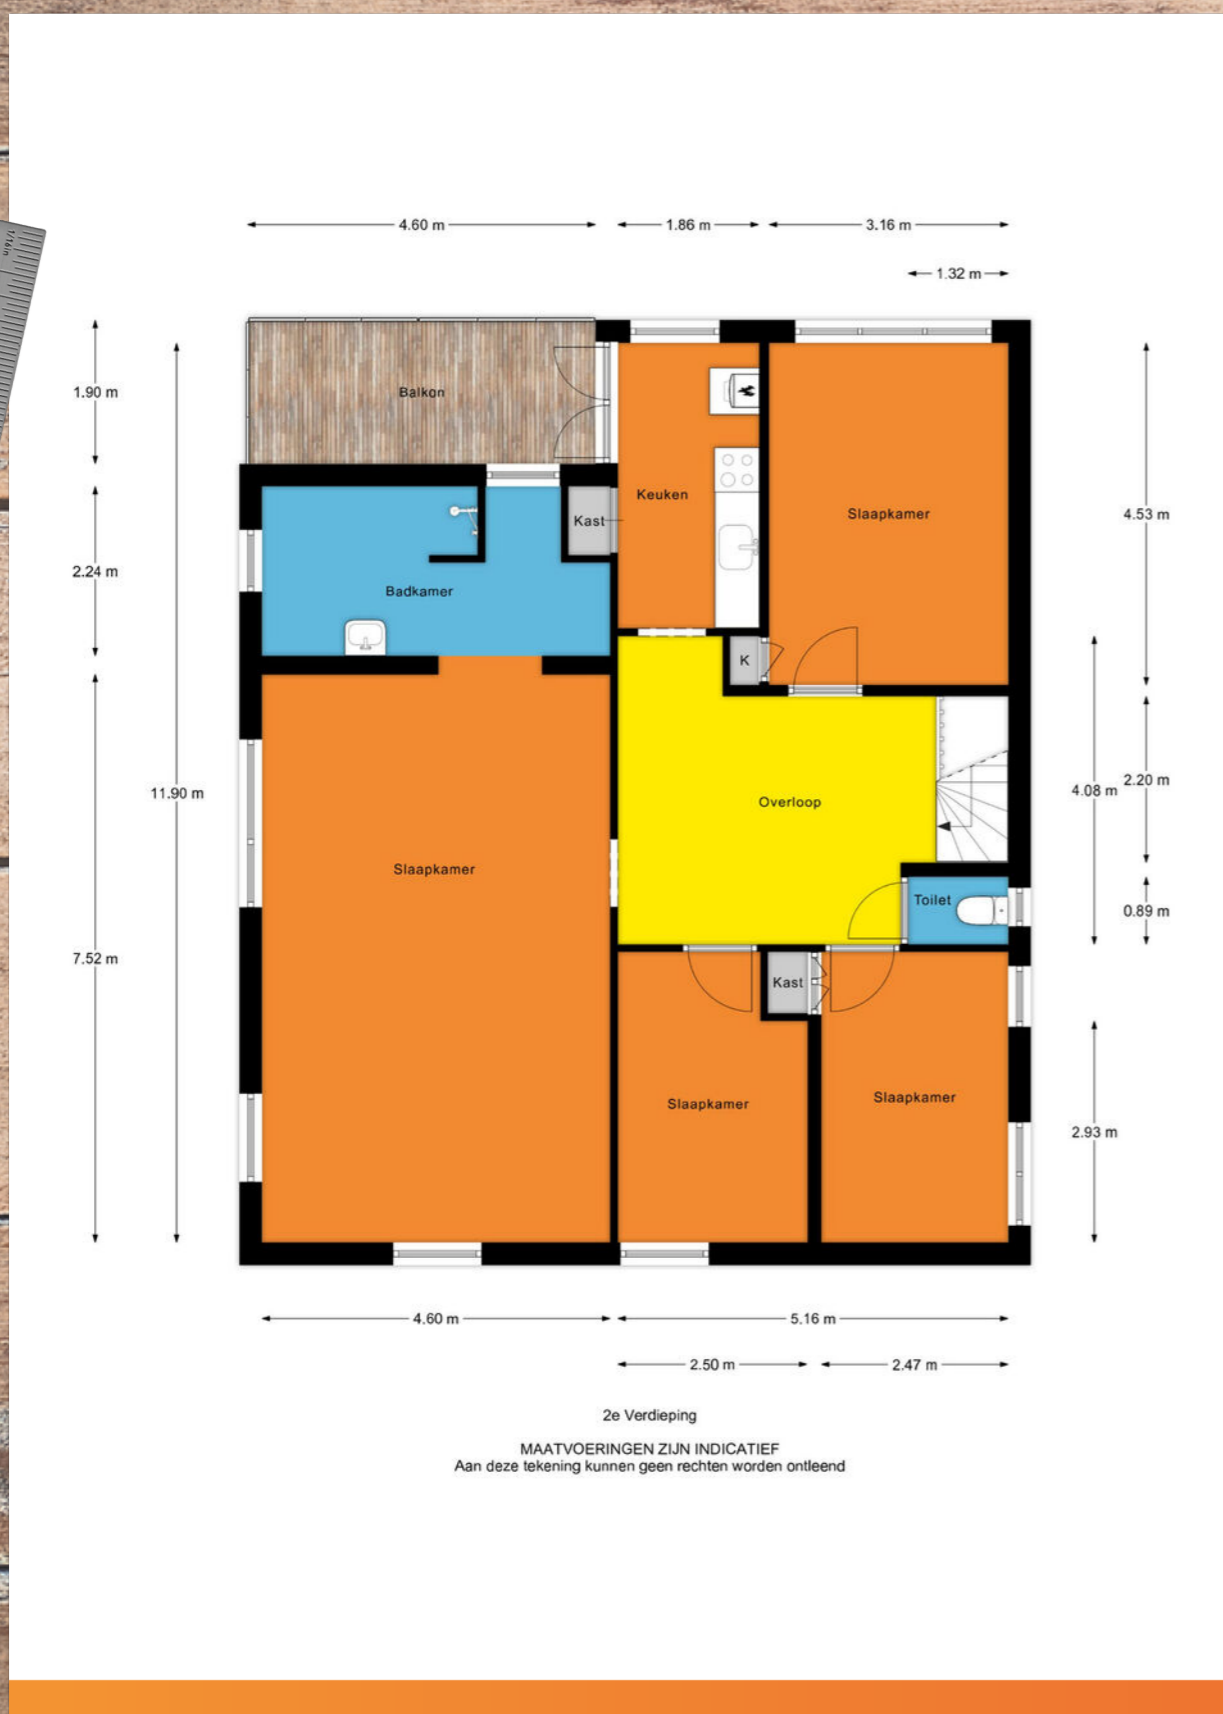 1/16in
4.60 m
1.86 m
3.16 m
1.32 m
1.90 m
Balkon
Keuken
Kast
Slaapkamer
4.53 m
2.24 m
Badkamer
K
11.90 m
Overloop
4.08 m
2.20 m
Slaapkamer
Toilet
0.89 m
7.52 m
Kast
Slaapkamer
Slaapkamer
2.93 m
4.60 m
5.16 m
2.50 m
2.47 m
2e Verdieping
MAATVOERINGEN ZIJN INDICATIEF
Aan deze tekening kunnen geen rechten worden ontleend